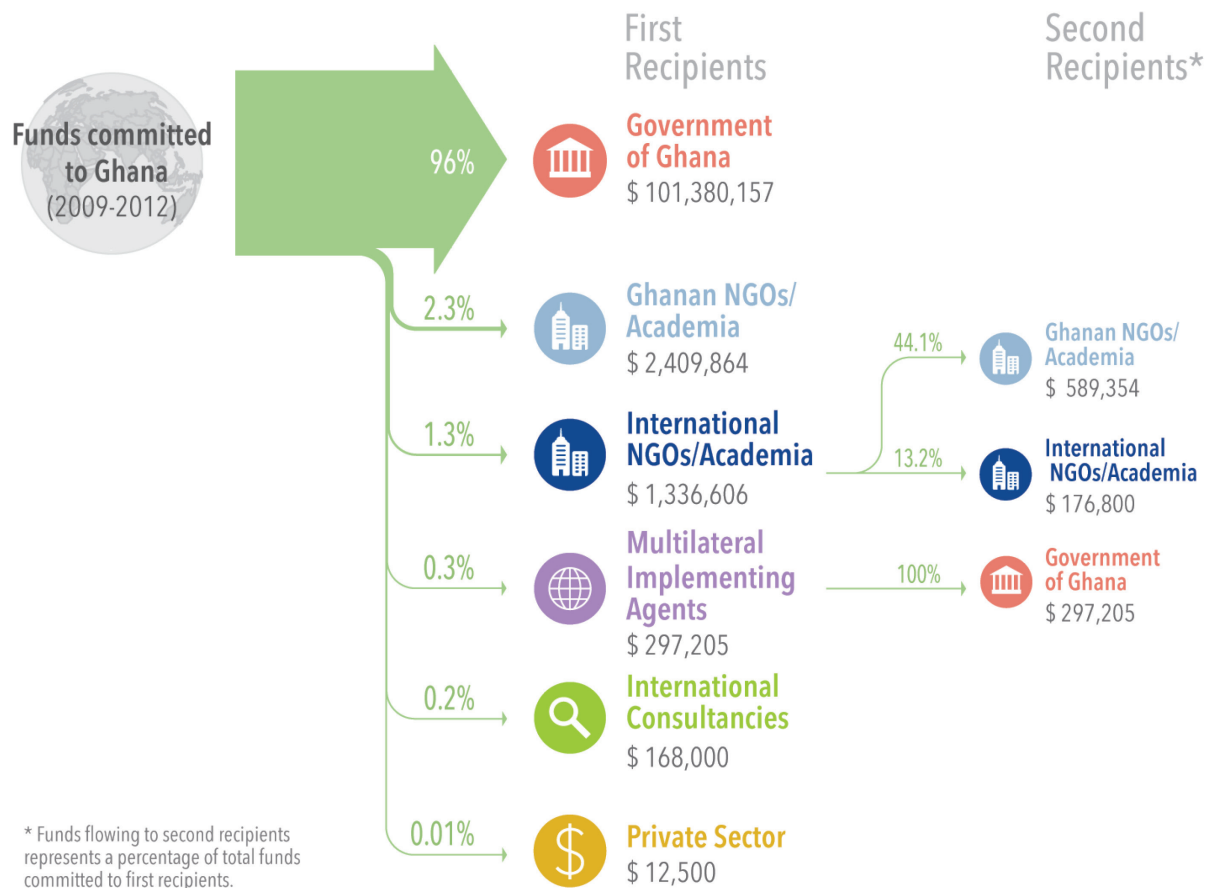 First
Recipients
Second
Recipients*
Funds committed
to Ghana
(2009-2012)
96%
Government
of Ghana
$ 101,380,157
2.3%
Ghanan NGOs/
Academia
$ 2,409,864
44.1%
Ghanan NGOs/
Academia
$ 589,354
1.3%
International
NGOs/Academia
$ 1,336,606
13.2%
International
NGOs/Academia
$ 176,800
0.3%
Multilateral
Implementing
Agents
$ 297,205
100%
Government
of Ghana
$ 297,205
0.2%
International
Consultancies
$ 168,000
0.01%
$
Private Sector
$ 12,500
* Funds flowing to second recipients
represents a percentage of total funds
committed to first recipients.